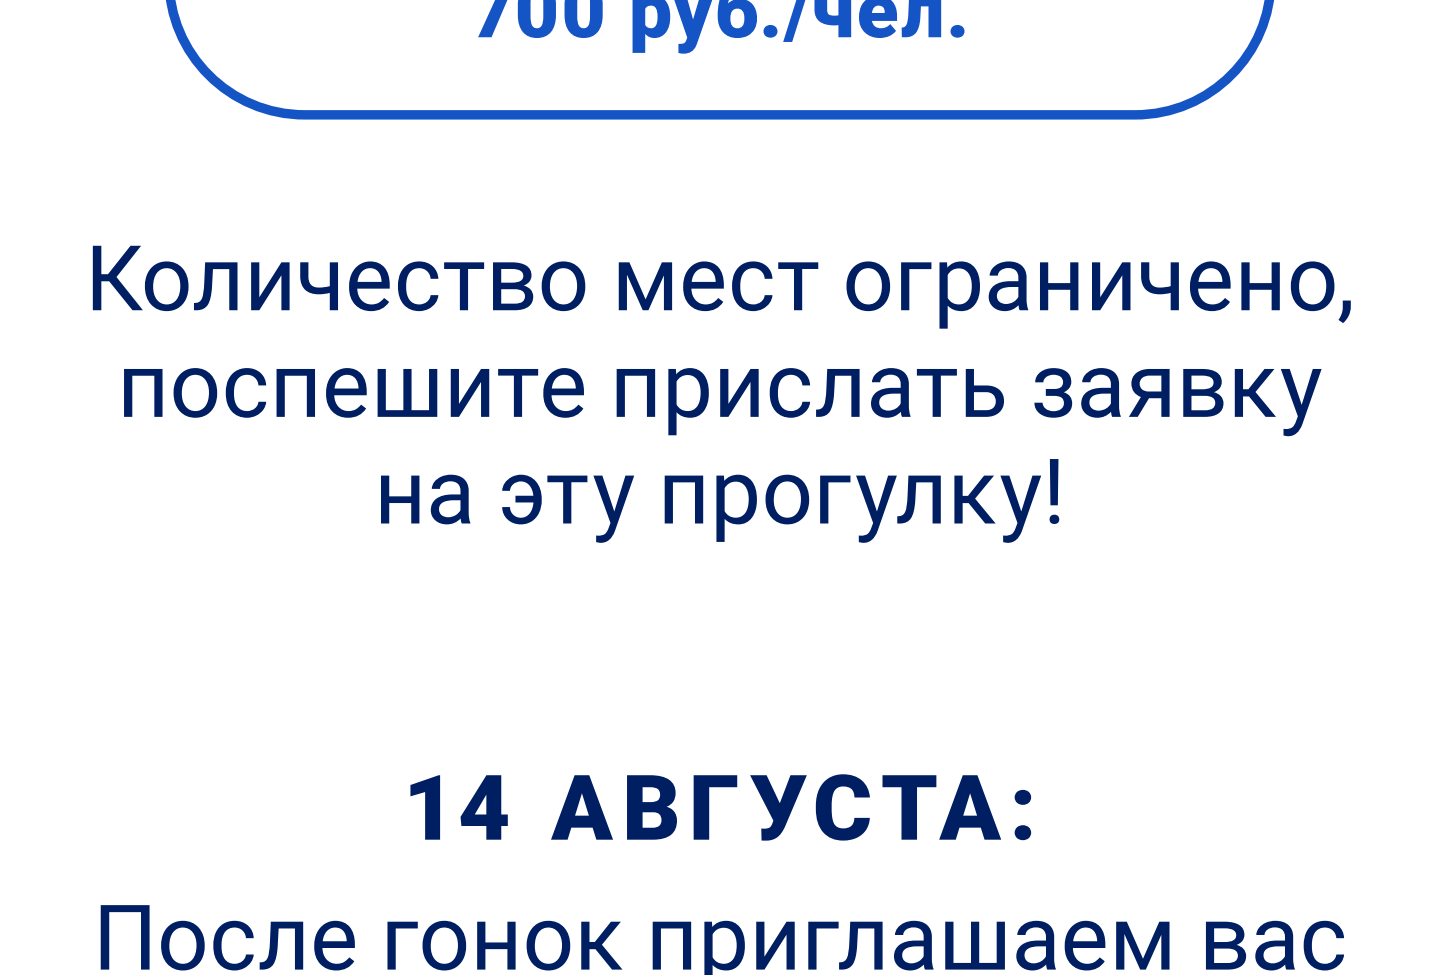 700 руб./чел.
Количество мест ограничено,
поспешите прислать заявку
на эту прогулку!
14 АВГУСТА:
После гонок приглашаем вас